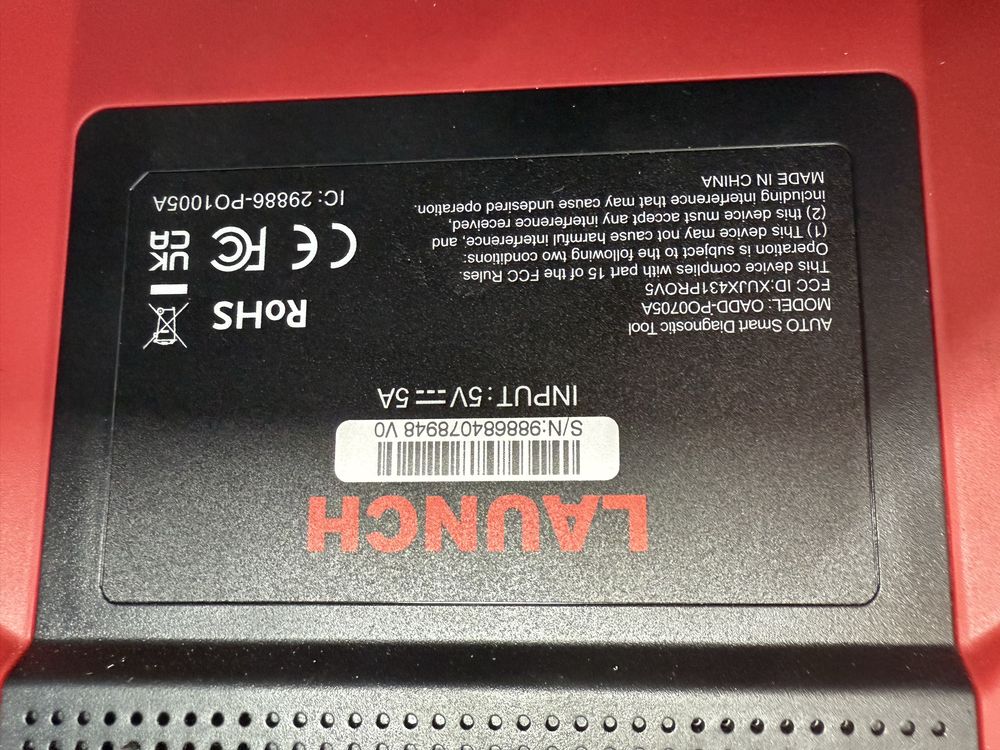 LAUNCH
S/N:988684078948 V0
INPUT: 5V⎓5A
AUTO Smart Diagnostic Tool
MODEL: OADD-PO0705A
FCC ID:XUJX431PROV5
This device complies with part 15 of the FCC Rules.
Operation is subject to the following two conditions:
(1) This device may not cause harmful interference, and
(2) this device must accept any interference received,
including interference that may cause undesired operation.
MADE IN CHINA
RoHS
CE FC UK CA
IC: 29886-PO1005A